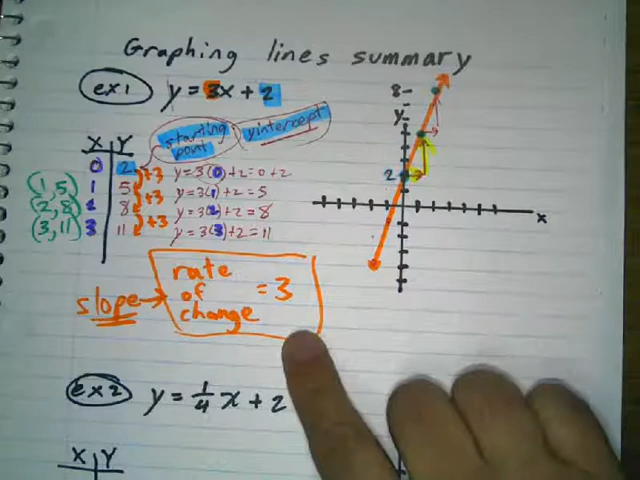 Graphing lines summary
ex1 y = 3x + 2
X Y
starting point yintercept
0 2 +3 y=3(0)+2=0+2
(1,5) 1 5 +3 y=3(1)+2=5
(2,8) 2 8 +3 y=3(2)+2=8
(3,11) 3 11 y=3(3)+2=11
slope → rate of change = 3
8
y
2
x
ex2 y = 1/4 x + 2
X Y